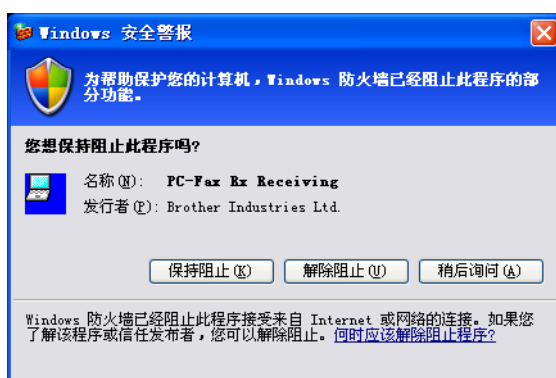 Windows 安全警报
为帮助保护您的计算机，Windows 防火墙已经阻止此程序的部
分功能。
您想保持阻止此程序吗?
名称(N): PC-Fax Rx Receiving
发行者(P): Brother Industries Ltd.
保持阻止(K) 解除阻止(U) 稍后询问(A)
Windows 防火墙已经阻止此程序接受来自 Internet 或网络的连接。如果您
了解该程序或信任发布者，您可以解除阻止。何时应该解除阻止程序?